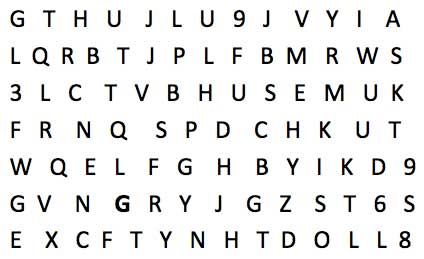 G T H U J L U 9 J V Y I A
L Q R B T J P L F B M R W S
3 L C T V B H U S E M U K
F R N Q S P D C H K U T
W Q E L F G H B Y I K D 9
G V N G R Y J G Z S T 6 S
E X C F T Y N H T D O L L 8